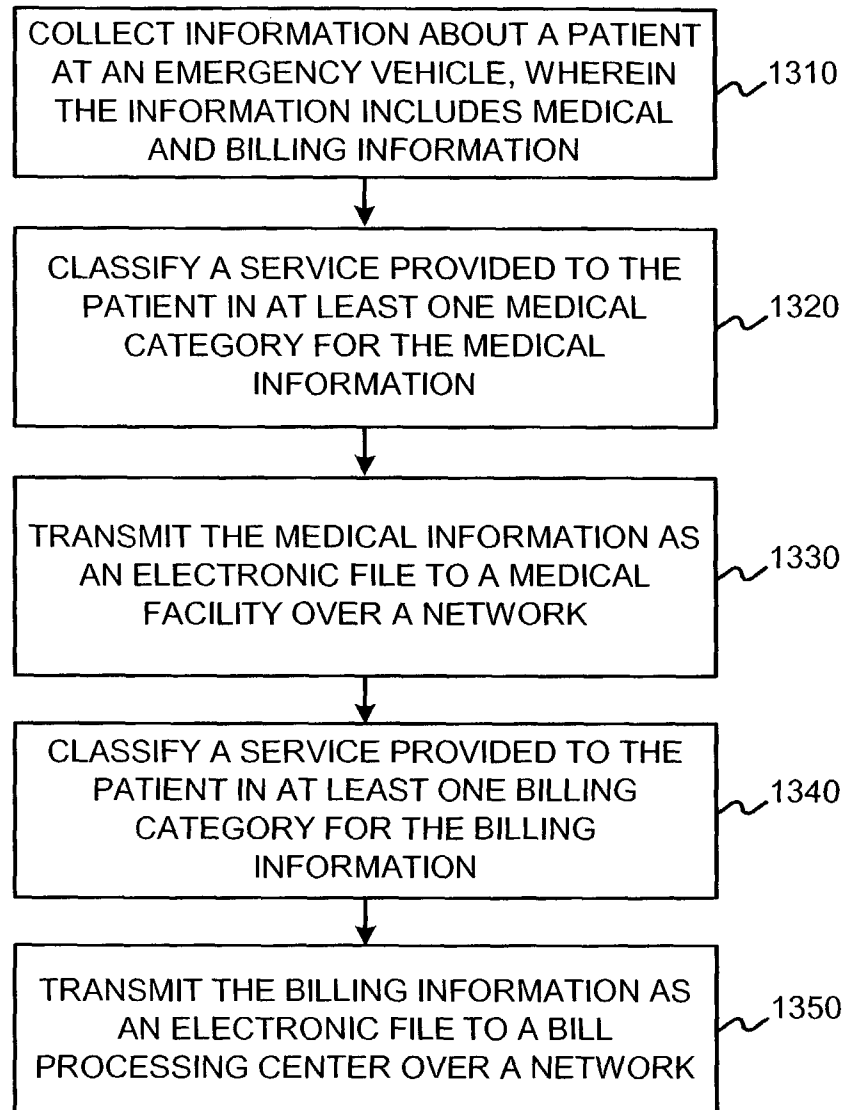 COLLECT INFORMATION ABOUT A PATIENT
AT AN EMERGENCY VEHICLE, WHEREIN
THE INFORMATION INCLUDES MEDICAL
AND BILLING INFORMATION
1310
CLASSIFY A SERVICE PROVIDED TO THE
PATIENT IN AT LEAST ONE MEDICAL
CATEGORY FOR THE MEDICAL
INFORMATION
1320
TRANSMIT THE MEDICAL INFORMATION AS
AN ELECTRONIC FILE TO A MEDICAL
FACILITY OVER A NETWORK
1330
CLASSIFY A SERVICE PROVIDED TO THE
PATIENT IN AT LEAST ONE BILLING
CATEGORY FOR THE BILLING
INFORMATION
1340
TRANSMIT THE BILLING INFORMATION AS
AN ELECTRONIC FILE TO A BILL
PROCESSING CENTER OVER A NETWORK
1350